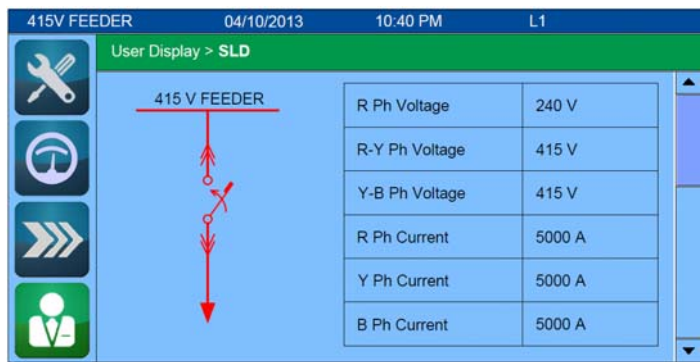 415V FEEDER 04/10/2013 10:40 PM L1
User Display > SLD
415 V FEEDER
R Ph Voltage 240 V
R-Y Ph Voltage 415 V
Y-B Ph Voltage 415 V
R Ph Current 5000 A
Y Ph Current 5000 A
B Ph Current 5000 A